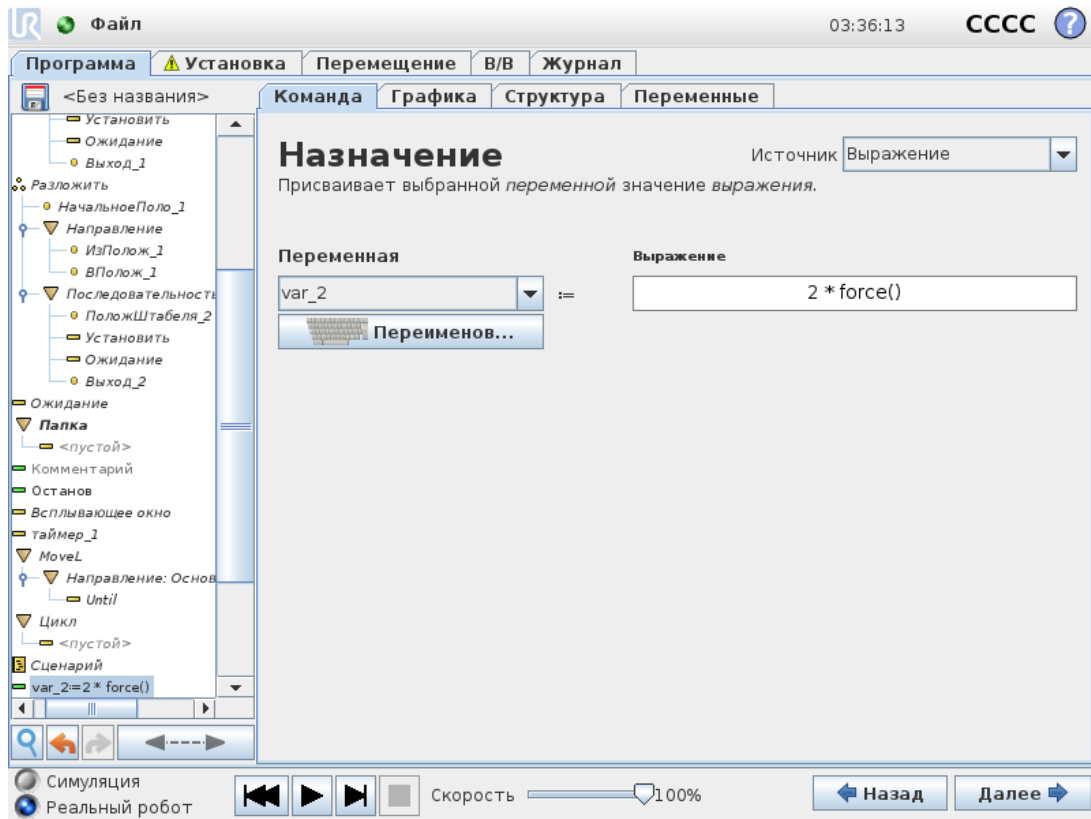 UR Файл 03:36:13 CCCC ?
Программа Установка Перемещение В/В Журнал
<Без названия> Команда Графика Структура Переменные
Установить
Ожидание
Выход_1
Разложить
НачальноеПоло_1
Направление
ИзПолож_1
ВПолож_1
Последовательность
ПоложШтабеля_2
Установить
Ожидание
Выход_2
Ожидание
Папка
<пустой>
Комментарий
Останов
Всплывающее окно
таймер_1
MoveL
Направление: Основ
Until
Цикл
<пустой>
Сценарий
var_2:=2 * force()
Назначение
Источник Выражение
Присваивает выбранной переменной значение выражения.
Переменная Выражение
var_2 := 2 * force()
Переименов...
Симуляция
Реальный робот
Скорость 100%
Назад Далее